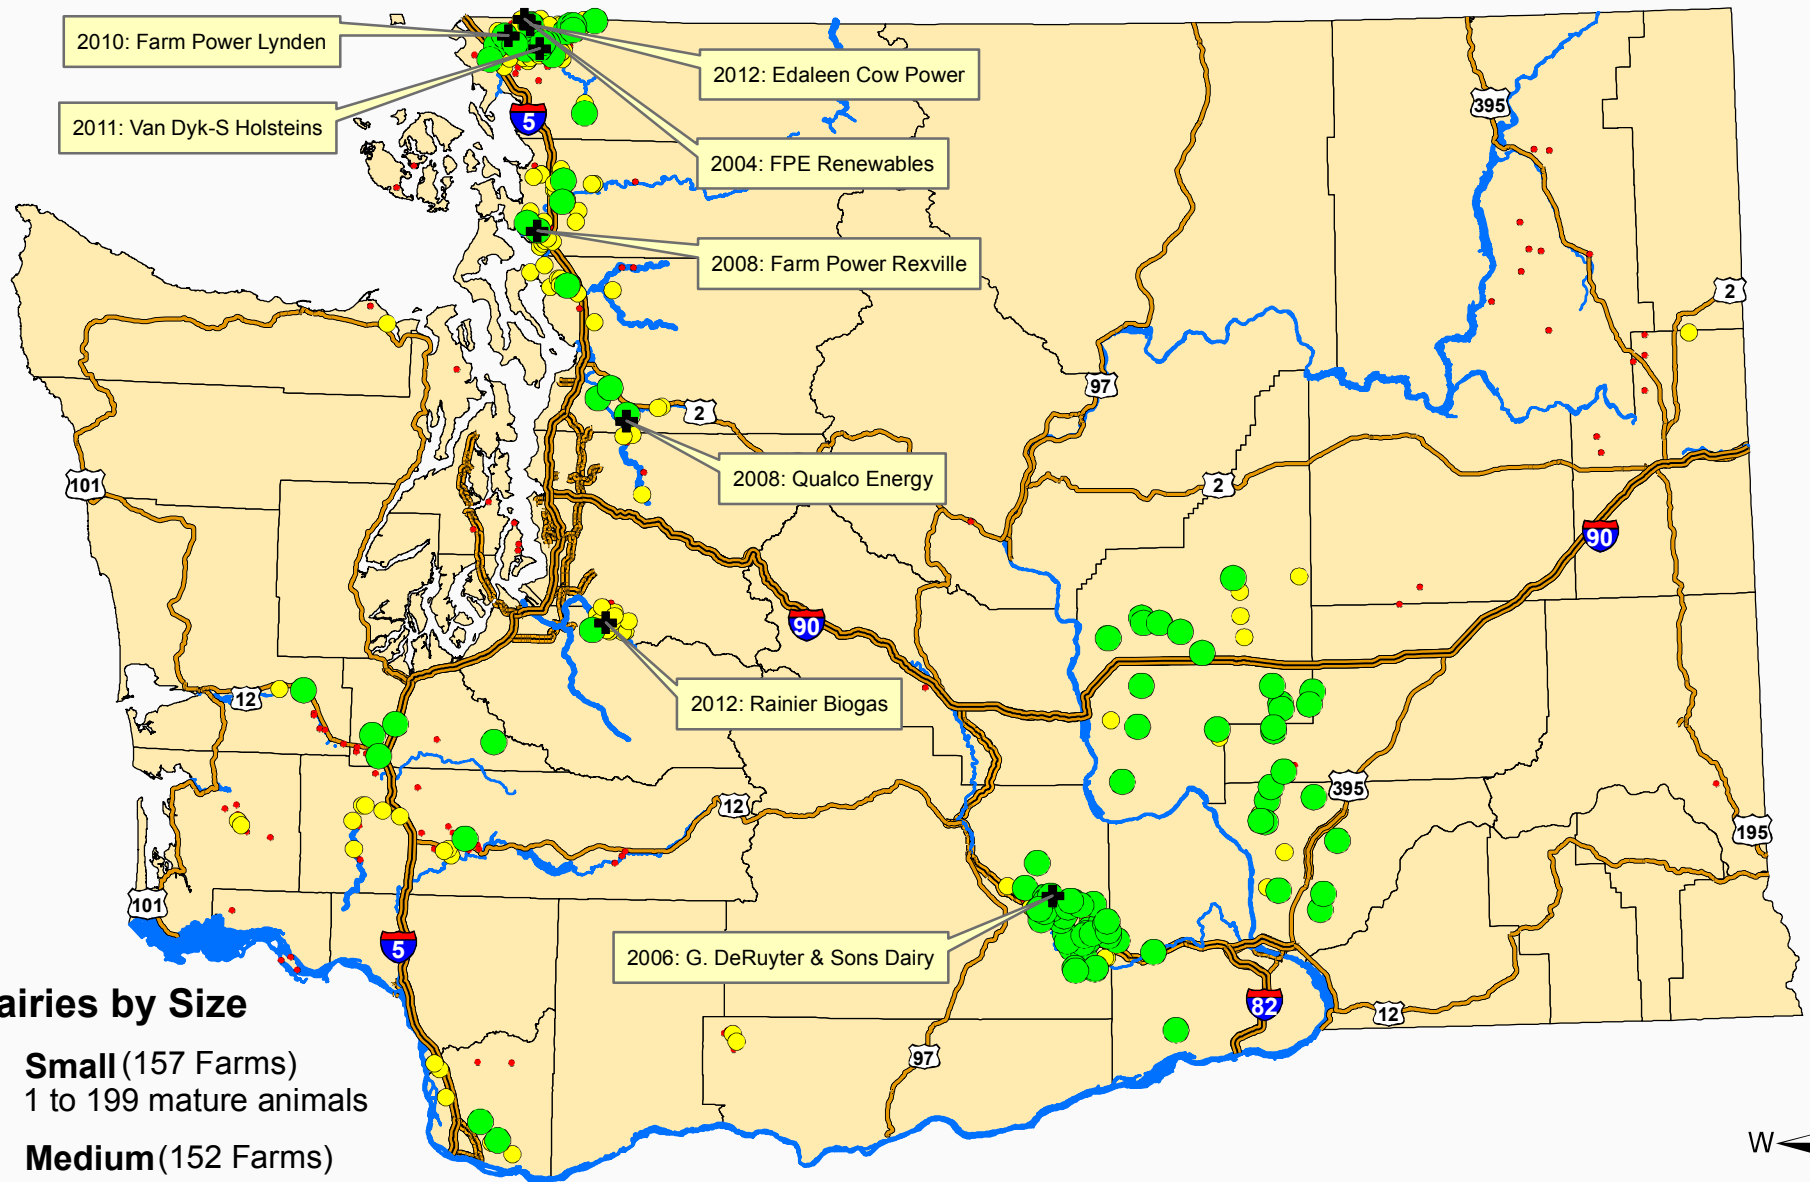 2010: Farm Power Lynden
2012: Edaleen Cow Power
2011: Van Dyk-S Holsteins
2004: FPE Renewables
2008: Farm Power Rexville
2008: Qualco Energy
2012: Rainier Biogas
2006: G. DeRuyter & Sons Dairy
5
395
2
97
2
101
2
90
90
12
395
12
195
101
5
82
12
97
airies by Size
Small (157 Farms)
1 to 199 mature animals
Medium (152 Farms)
W